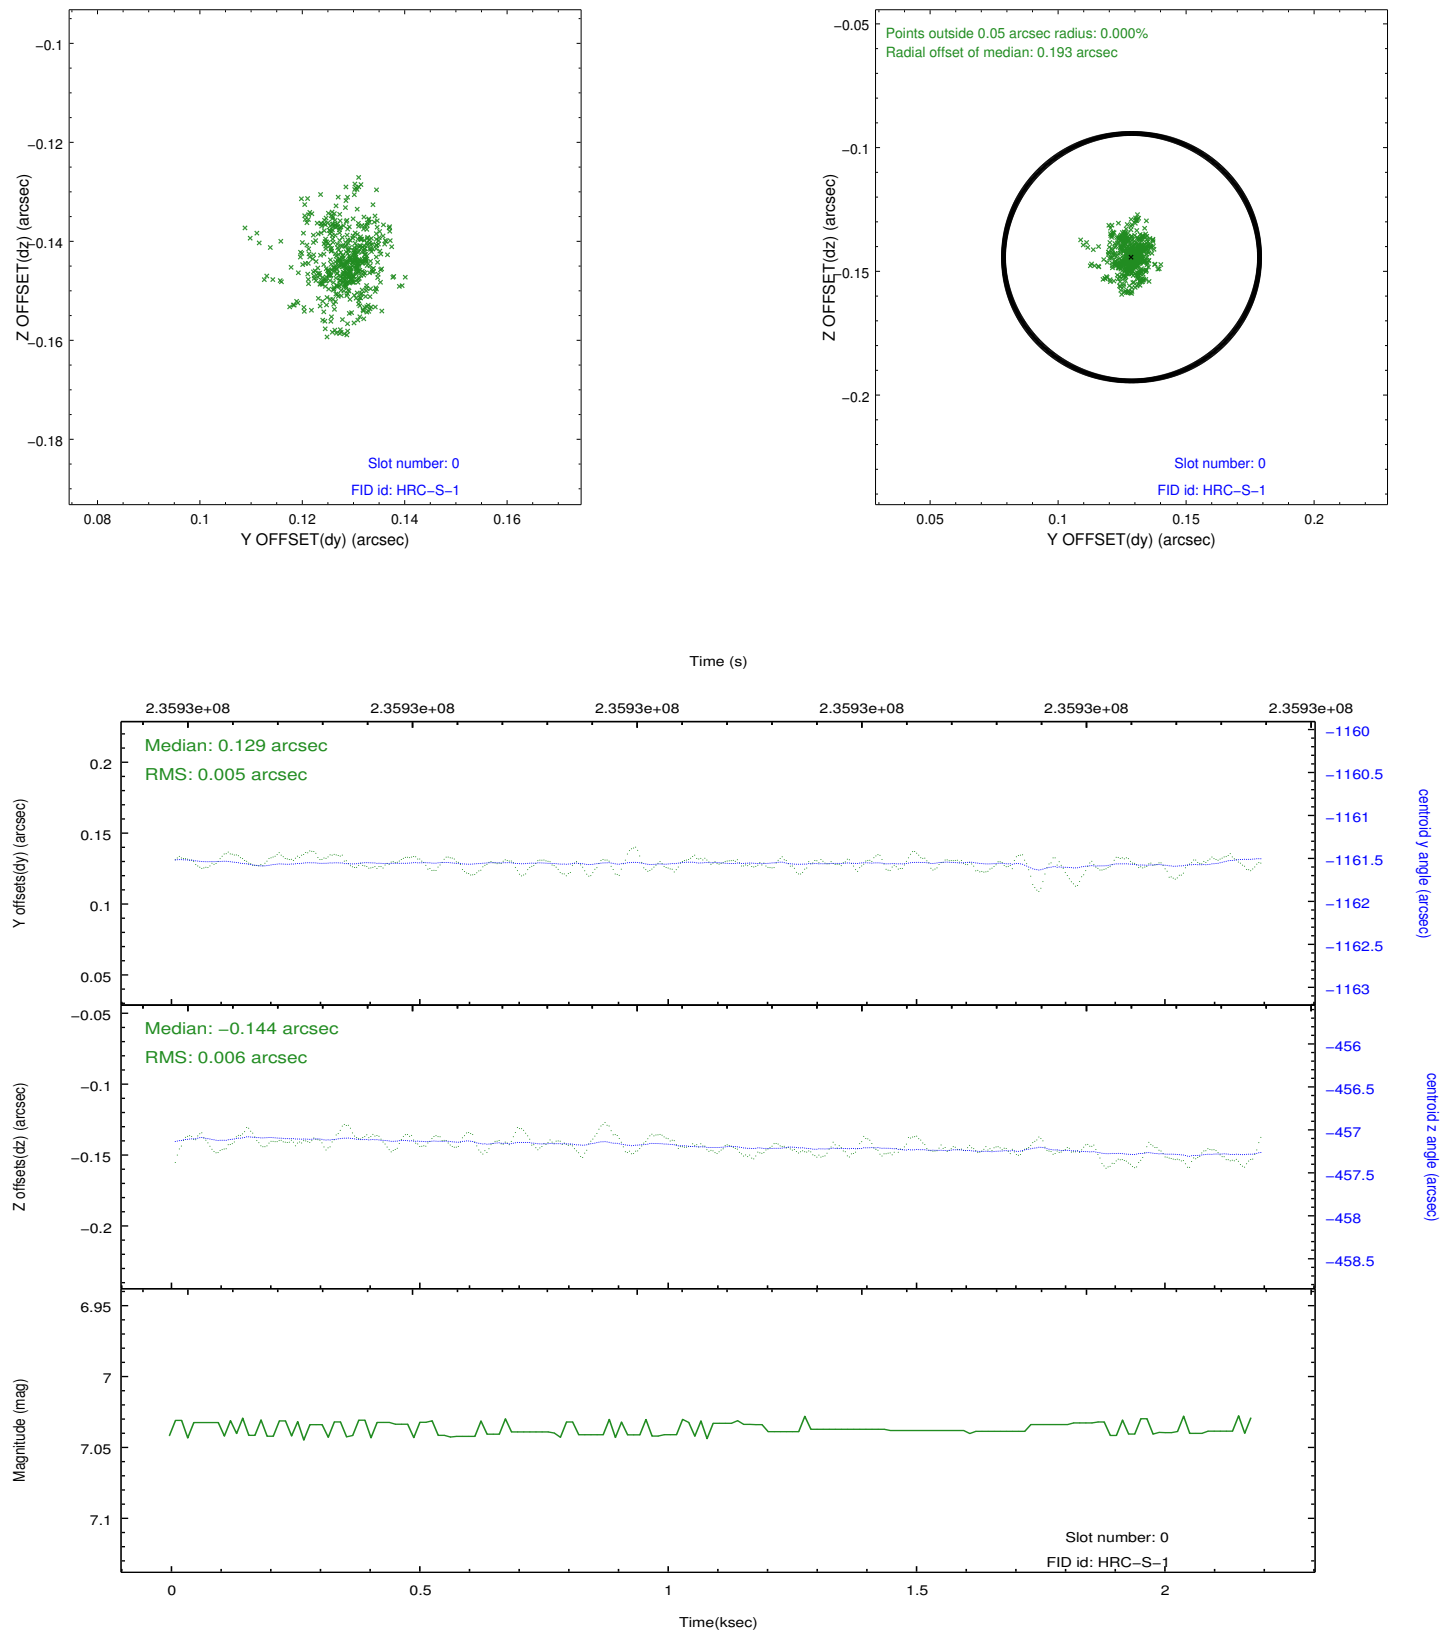 −0.1
−0.12
−0.14
−0.16
−0.18
Z OFFSET(dz) (arcsec)
Slot number: 0
FID id: HRC−S−1
0.08 0.1 0.12 0.14 0.16
Y OFFSET(dy) (arcsec)
Points outside 0.05 arcsec radius: 0.000%
Radial offset of median: 0.193 arcsec
−0.05
−0.1
−0.15
−0.2
Z OFFSET(dz) (arcsec)
Slot number: 0
FID id: HRC−S−1
0.05 0.1 0.15 0.2
Y OFFSET(dy) (arcsec)
Time (s)
2.3593e+08 2.3593e+08 2.3593e+08 2.3593e+08 2.3593e+08 2.3593e+08
Median: 0.129 arcsec
RMS: 0.005 arcsec
0.2
0.15
0.1
0.05
Y offsets(dy) (arcsec)
−1160
−1160.5
−1161
−1161.5
−1162
−1162.5
−1163
centroid y angle (arcsec)
Median: −0.144 arcsec
RMS: 0.006 arcsec
−0.05
−0.1
−0.15
−0.2
Z offsets(dz) (arcsec)
−456
−456.5
−457
−457.5
−458
−458.5
centroid z angle (arcsec)
6.95
7
7.05
7.1
Magnitude (mag)
Slot number: 0
FID id: HRC−S−1
0 0.5 1 1.5 2
Time(ksec)